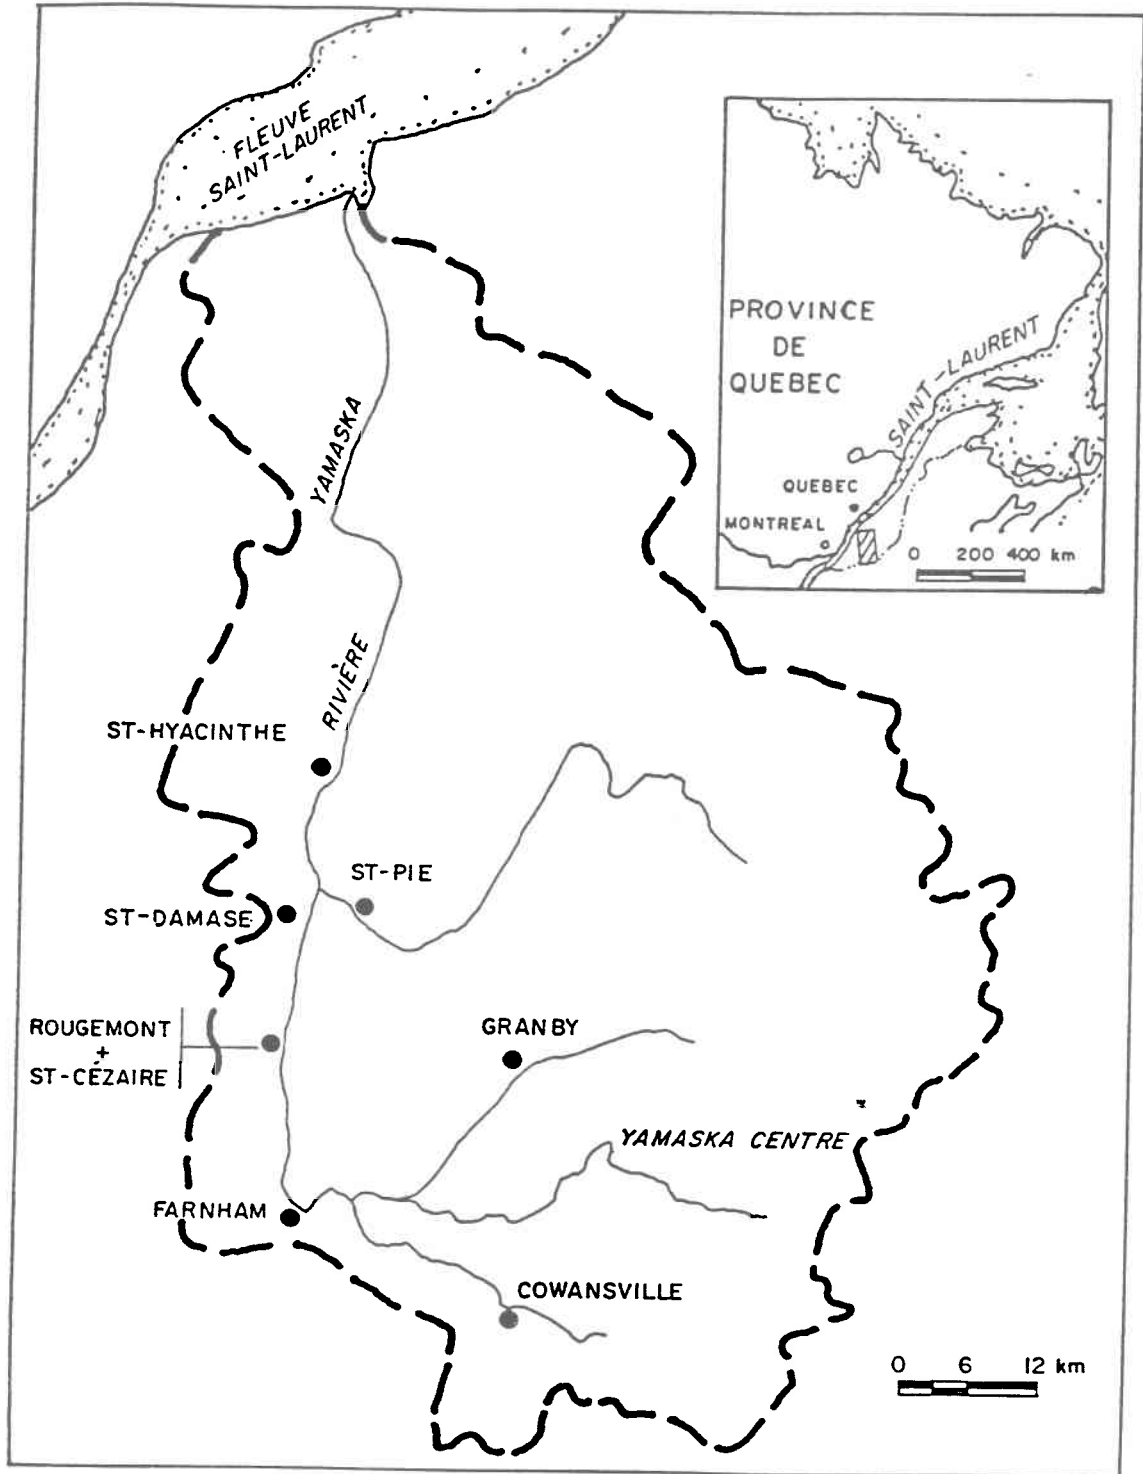 FLEUVE
SAINT-LAURENT
PROVINCE
DE
QUEBEC
SAINT-LAURENT
QUEBEC
MONTREAL
0 200 400 km
YAMASKA
RIVIÈRE
ST-HYACINTHE
ST-PIE
ST-DAMASE
ROUGEMONT
+
ST-CÉZAIRE
GRANBY
YAMASKA CENTRE
FARNHAM
COWANSVILLE
0 6 12 km